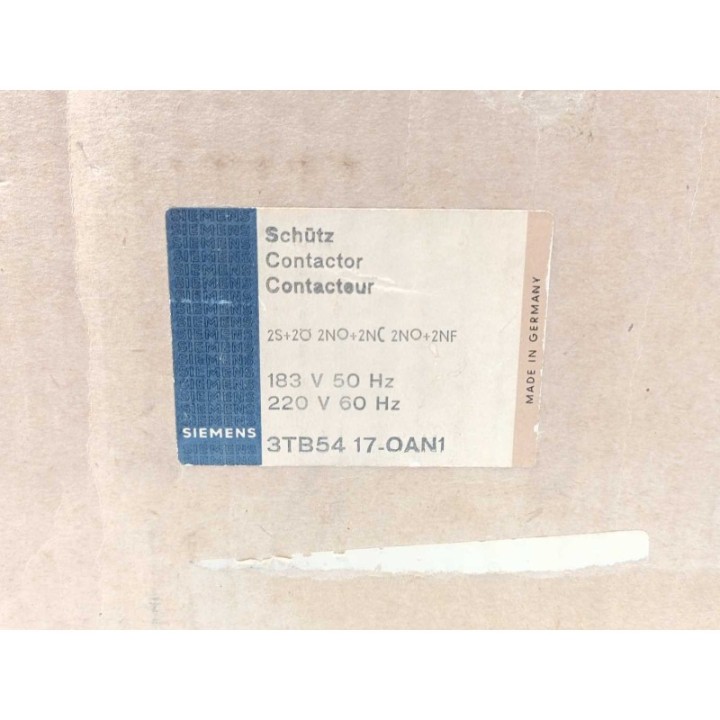 Schütz
Contactor
Contacteur
2S+2Ö 2NO+2NC 2NO+2NF
183 V 50 Hz
220 V 60 Hz
SIEMENS
3TB54 17-0AN1
MADE IN GERMANY